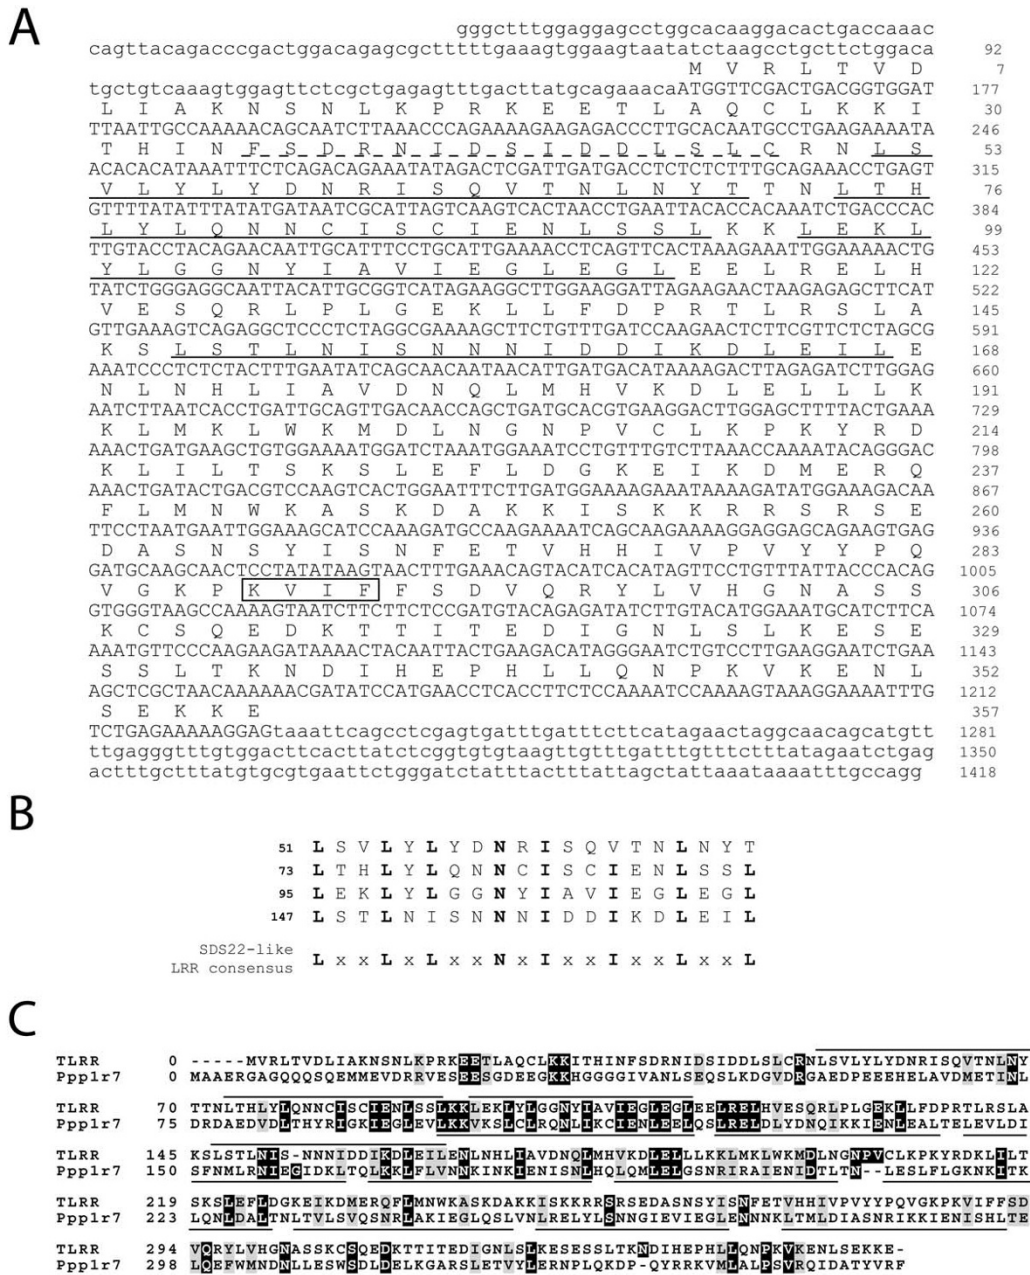 A
gggctttggaggagcctggcacaaggacactgaccaaac
cagttacagacccgactggacagagcgctttttgaaagtggaagtaatatctaagcctgcttctggaca 92
M V R L T V D 7
tgctgtcaaagtggagttctcgctgagagtttgacttatgcagaaacaATGGTTCGACTGACGGTGGAT 177
L I A K N S N L K P R K E E T L A Q C L K K I 30
TTAATTGCCAAAAACAGCAATCTTAAACCCAGAAAAGAAGAGACCCTTGCACAATGCCTGAAGAAAATA 246
T H I N F S D R N I D S I D D L S L C R N L S 53
ACACACATAAATTTCTCAGACAGAAATATAGACTCGATTGATGACCTCTCTCTTTGCAGAAACCTGAGT 315
V L Y L Y D N R I S Q V T N L N Y T T N L T H 76
GTTTTATATTTATATGATAATCGCATTAGTCAAGTCACTAACCTGAATTACACCACAAATCTGACCCAC 384
L Y L Q N N C I S C I E N L S S L K K L E K L 99
TTGTACCTACAGAACAATTGCATTTCCTGCATTGAAAACCTCAGTTCACTAAAGAAATTGGAAAAACTG 453
Y L G G N Y I A V I E G L E G L E E L R E L H 122
TATCTGGGAGGCAATTACATTGCGGTCATAGAAGGCTTGGAAGGATTAGAAGAACTAAGAGAGCTTCAT 522
V E S Q R L P L G E K L L F D P R T L R S L A 145
GTTGAAAGTCAGAGGCTCCCTCTAGGCGAAAAGCTTCTGTTTGATCCAAGAACTCTTCGTTCTCTAGCG 591
K S L S T L N I S N N N I D D I K D L E I L E 168
AAATCCCTCTCTACTTTGAATATCAGCAACAATAACATTGATGACATAAAAGACTTAGAGATCTTGGAG 660
N L N H L I A V D N Q L M H V K D L E L L L K 191
AATCTTAATCACCTGATTGCAGTTGACAACCAGCTGATGCACGTGAAGGACTTGGAGCTTTTACTGAAA 729
K L M K L W K M D L N G N P V C L K P K Y R D 214
AAACTGATGAAGCTGTGGAAAATGGATCTAAATGGAAATCCTGTTTGTCTTAAACCAAAATACAGGGAC 798
K L I L T S K S L E F L D G K E I K D M E R Q 237
AAACTGATACTGACGTCCAAGTCACTGGAATTTCTTGATGGAAAAGAAATAAAAGATATGGAAAGACAA 867
F L M N W K A S K D A K K I S K K R R S R S E 260
TTCCTAATGAATTGGAAAGCATCCAAAGATGCCAAGAAAATCAGCAAGAAAAGGAGGAGCAGAAGTGAG 936
D A S N S Y I S N F E T V H H I V P V Y Y P Q 283
GATGCAAGCAACTCCTATATAAGTAACTTTGAAACAGTACATCACATAGTTCCTGTTTATTACCCACAG 1005
V G K P K V I F F S D V Q R Y L V H G N A S S 306
GTGGGTAAGCCAAAAGTAATCTTCTTCTCCGATGTACAGAGATATCTTGTACATGGAAATGCATCTTCA 1074
K C S Q E D K T T I T E D I G N L S L K E S E 329
AAATGTTCCCAAGAAGATAAAACTACAATTACTGAAGACATAGGGAATCTGTCCTTGAAGGAATCTGAA 1143
S S L T K N D I H E P H L L Q N P K V K E N L 352
AGCTCGCTAACAAAAAACGATATCCATGAACCTCACCTTCTCCAAAATCCAAAAGTAAAGGAAAATTTG 1212
S E K K E 357
TCTGAGAAAAAGGAGtaaattcagcctcgagtgatttgatttcttcatagaactaggcaacagcatgtt 1281
ttgagggtttgtggacttcacttatctcggtgtgtaagttgtttgatttgtttctttatagaatctgag 1350
actttgctttatgtgcgtgaattctgggatctatttactttattagctattaaataaaatttgccagg 1418
B
51 L S V L Y L Y D N R I S Q V T N L N Y T
73 L T H L Y L Q N N C I S C I E N L S S L
95 L E K L Y L G G N Y I A V I E G L E G L
147 L S T L N I S N N N I D D I K D L E I L
SDS22-like
LRR consensus L x x L x L x x N x I x x I x x L x x L
C
TLRR 0 -----MVRLTVDLIAKNSNLKPRKEETLAQCLKKITHINFSDRNIDSIDDLSLCRNLSVLYLYDNRISQVTNLNY
Ppp1r7 0 MAAERGAGQQQSQEMMEVDRRVESEESGDEEGKKHGGGGIVANLSEQSLKDGVDRGAEDPEEEHELAVDMETINL
TLRR 70 TTNLTHLYLQNNCISCIENLSSLKKLEKLYLGGNYIAVIEGLEGLEELRELHVESQRLPLGEKLLFDPRTLRSLA
Ppp1r7 75 DRDAEDVDLTHYRIGKIEGLEVLKKVKSLCLRQNLIKCIENLEELQSLRELDLYDNQIKKIENLEALTELEVLDI
TLRR 145 KSLSTLNIS-NNNIDDIKDLEILENLNHLIAVDNQLMHVKDLELLLKKLMKLWKMDLNGNPVCLKPKYRDKLILT
Ppp1r7 150 SFNMLRNIEGIDKLTQLKKLFLVNNKINKIENISNLHQLQMLELGSNRIRAIENIDTLTN--LESLFLGKNKITK
TLRR 219 SKSLEFLDGKEIKDMERQFLMNWKASKDAKKISKKRRSRSEDASNSYISNFETVHHIVPVYYPQVGKPKVIFFSD
Ppp1r7 223 LQNLDALTNLTVLSVQSNRLAKIEGLQSLVNLRELYLSNNGIEVIEGLENNNKLTMLDIASNRIKKIENISHLTE
TLRR 294 VQRYLVHGNASSKCSQEDKTTITEDIGNLSLKESESSLTKNDIHEPHLLQNPKVKENLSEKKE-
Ppp1r7 298 LQEFWMNDNLLESWSDLDELKGARSLETVYLERNPLQKDP-QYRRKVMLALPSVRQIDATYVRF